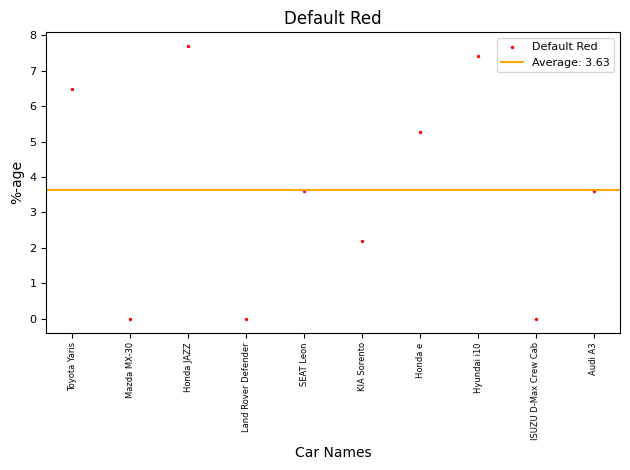 Default Red
8
7
6
5
4
3
2
1
0
%-age
Default Red
Average: 3.63
Toyota Yaris
Mazda MX-30
Honda JAZZ
Land Rover Defender
SEAT Leon
KIA Sorento
Honda e
Hyundai i10
ISUZU D-Max Crew Cab
Audi A3
Car Names